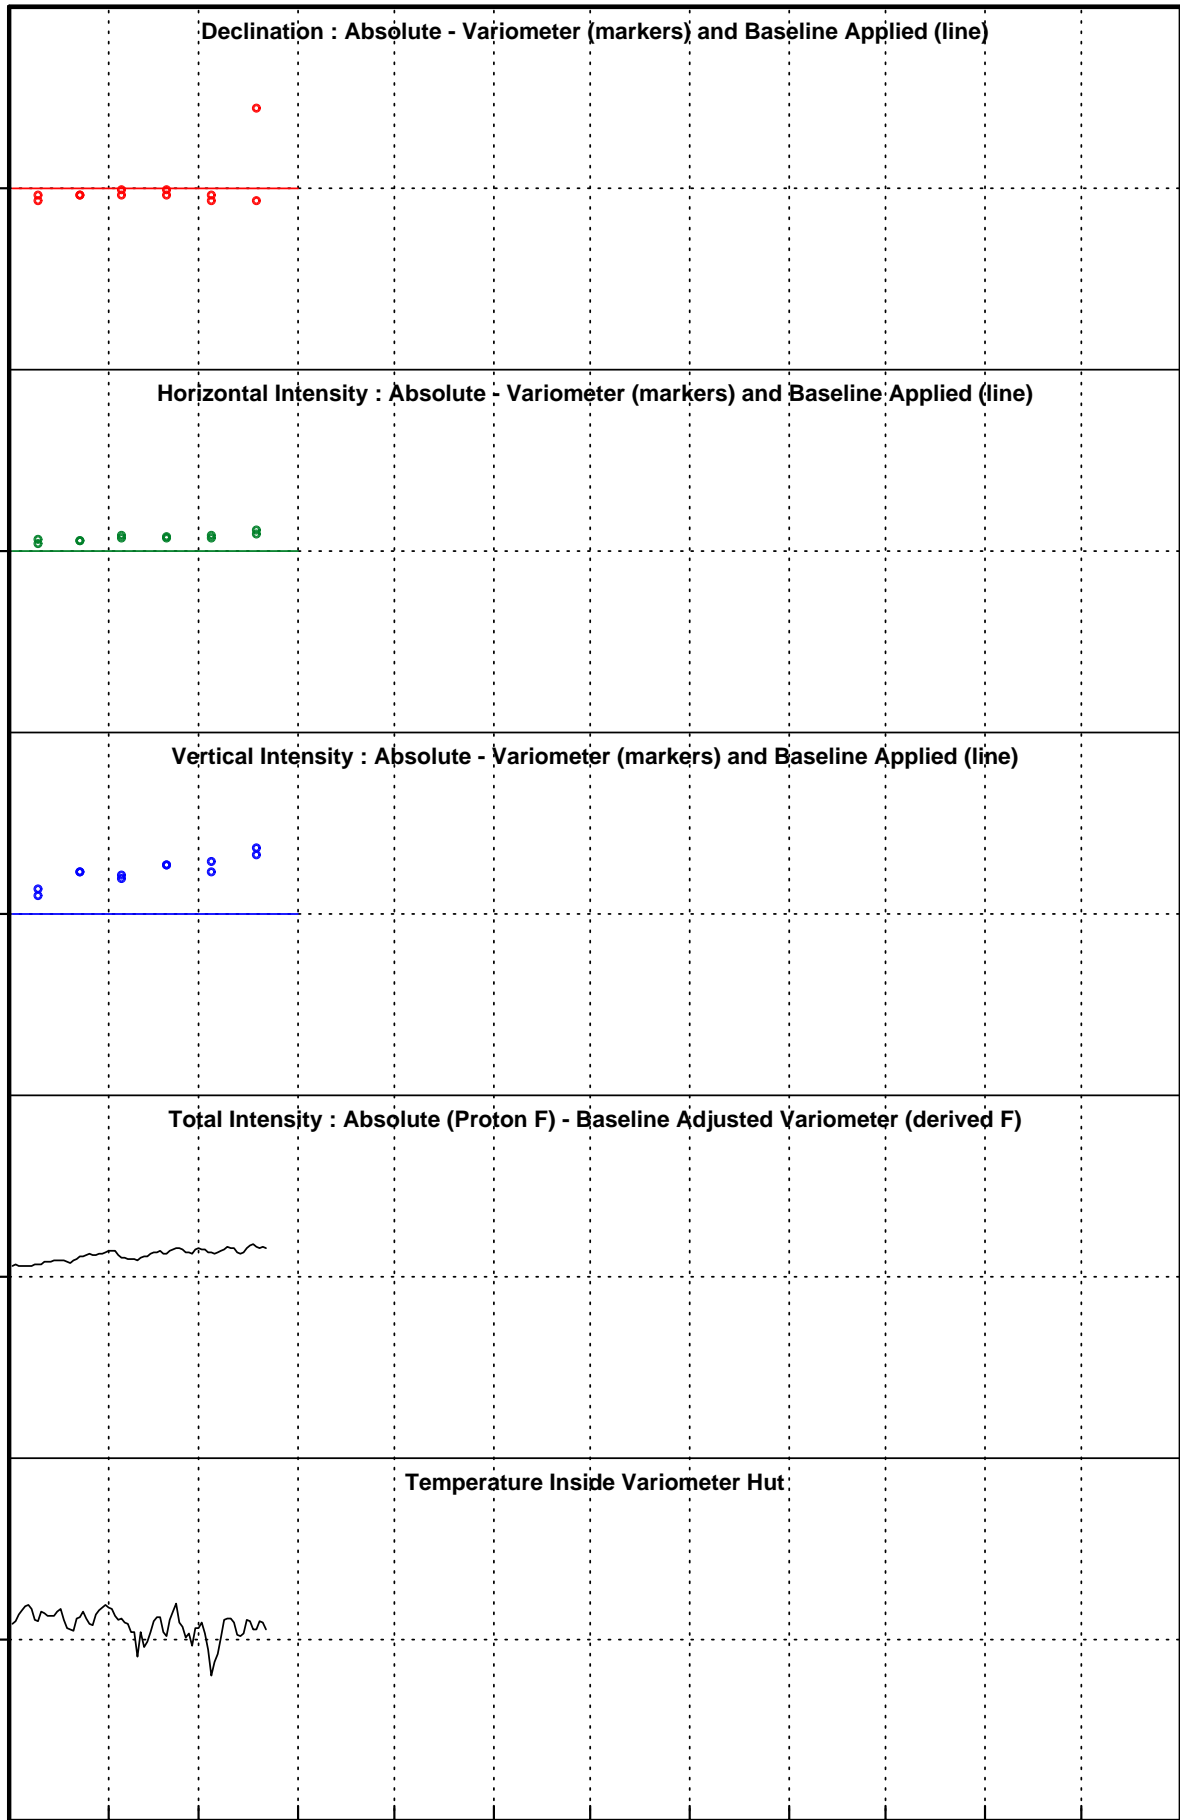 Declination : Absolute - Variometer (markers) and Baseline Applied (line)
Horizontal Intensity : Absolute - Variometer (markers) and Baseline Applied (line)
Vertical Intensity : Absolute - Variometer (markers) and Baseline Applied (line)
Total Intensity : Absolute (Proton F) - Baseline Adjusted Variometer (derived F)
Temperature Inside Variometer Hut